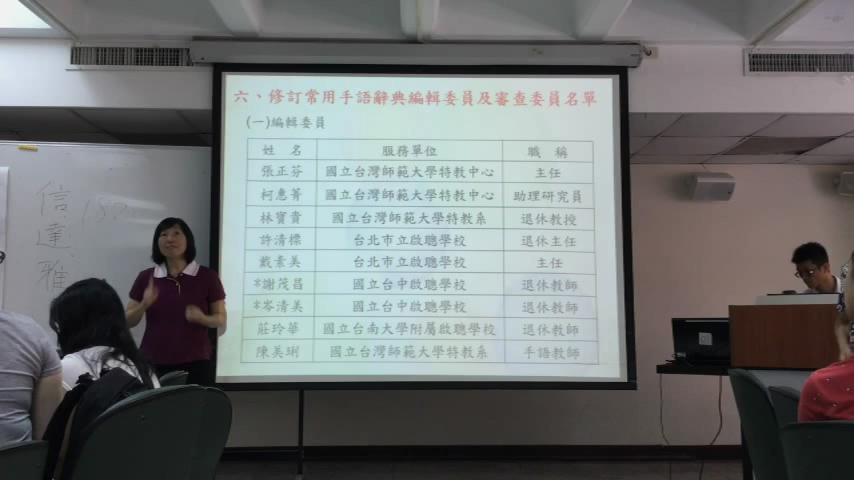 六、修訂常用手語辭典編輯委員及審查委員名單
(一)編輯委員
姓 名 服務單位 職 稱
張正芬 國立台灣師範大學特教中心 主任
柯惠菁 國立台灣師範大學特教中心 助理研究員
林寶貴 國立台灣師範大學特教系 退休教授
許清標 台北市立啟聰學校 退休主任
戴素美 台北市立啟聰學校 主任
*謝茂昌 國立台中啟聰學校 退休教師
*岑清美 國立台中啟聰學校 退休教師
莊玲華 國立台南大學附屬啟聰學校 退休教師
陳美琍 國立台灣師範大學特教系 手語教師
信、達、雅